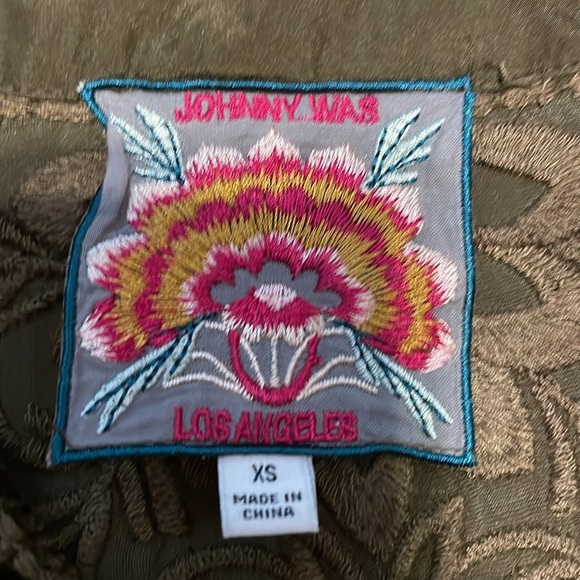 JOHNNY WAS
LOS ANGELES
XS
MADE IN
CHINA